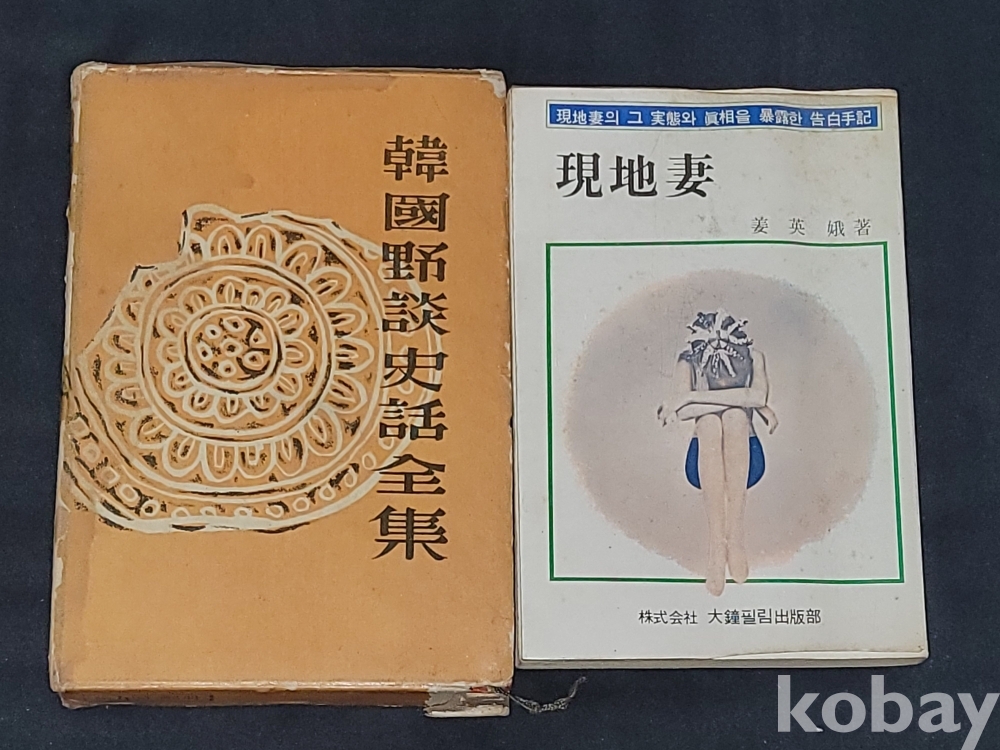 韓國野談史話全集
現地妻의 그 実態와 眞相을 暴露한 告白手記
現地妻
姜英娥著
株式会社 大鐘필림出版部
kobay